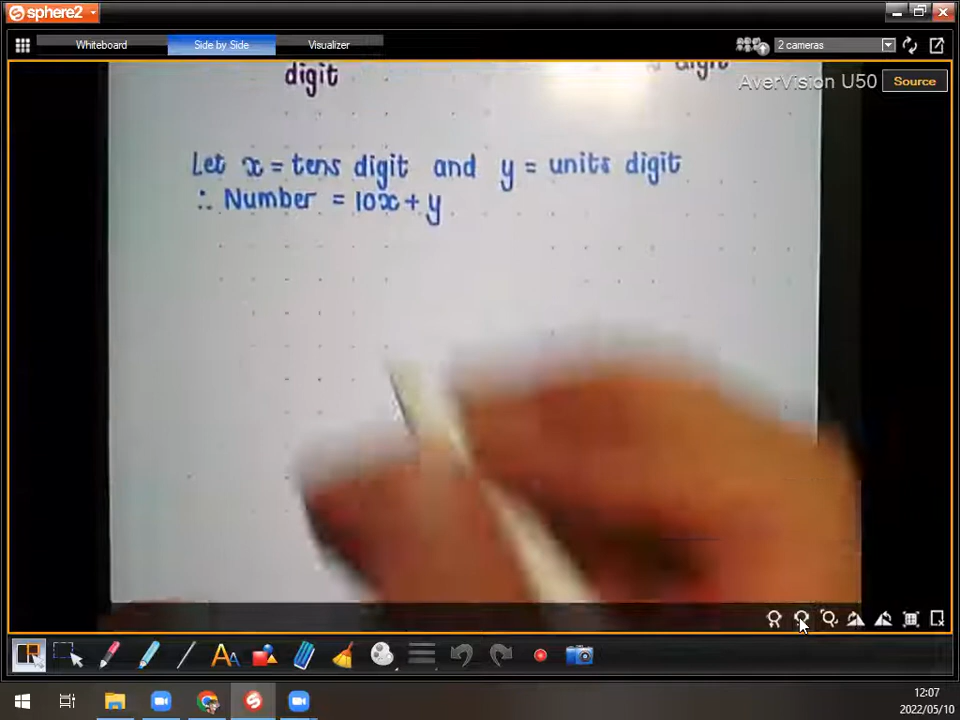 sphere2
Whiteboard Side by Side Visualizer 2 cameras
AverVision U50 Source
digit digit
Let x = tens digit and y = units digit
∴ Number = 10x + y
12:07
2022/05/10